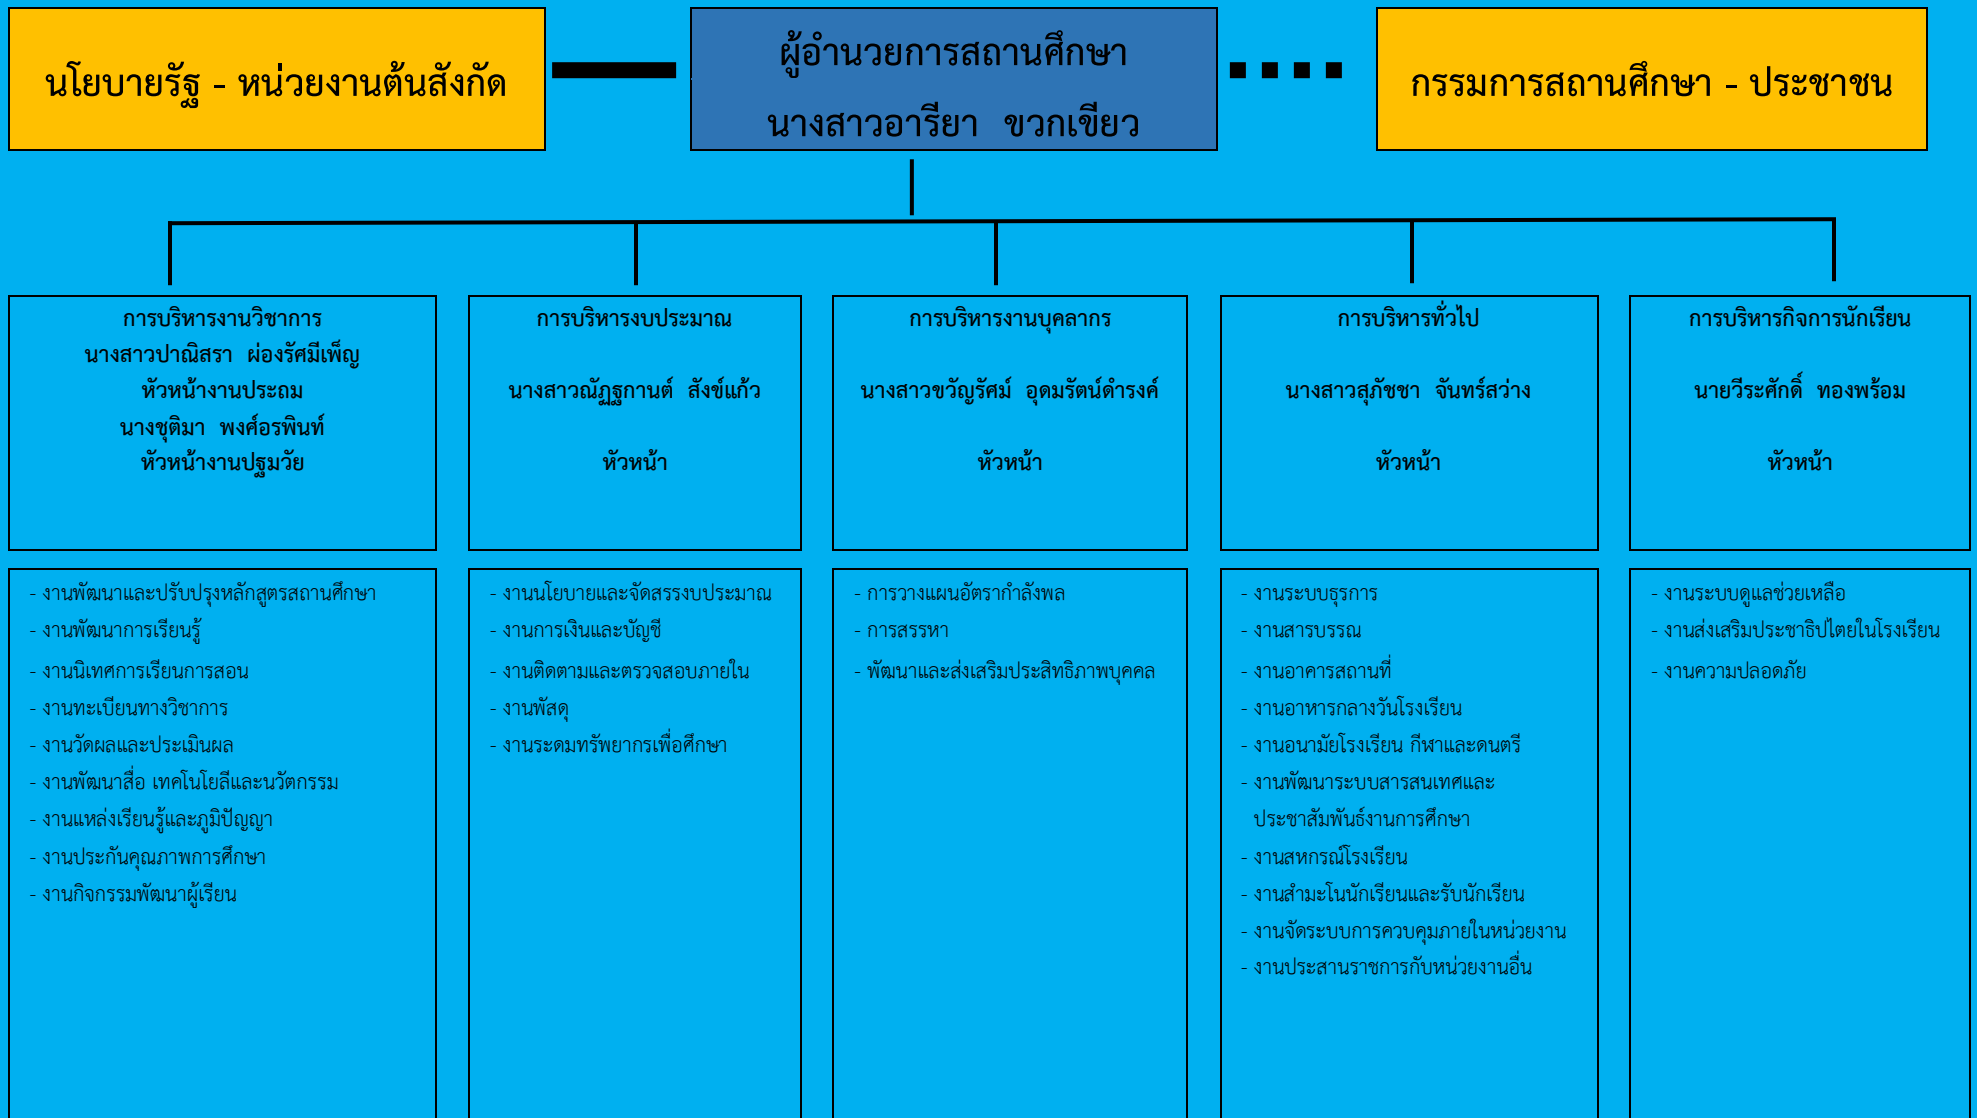 นโยบายรัฐ - หน่วยงานต้นสังกัด
ผู้อำนวยการสถานศึกษา
นางสาวอารียา ขวกเขียว
กรรมการสถานศึกษา - ประชาชน
การบริหารงานวิชาการ
นางสาวปาณิสรา ผ่องรัศมีเพ็ญ
หัวหน้างานประถม
นางชุติมา พงศ์อรพินท์
หัวหน้างานปฐมวัย
การบริหารงบประมาณ
นางสาวณัฏฐกานต์ สังข์แก้ว
หัวหน้า
การบริหารงานบุคลากร
นางสาวขวัญรัศม์ อุดมรัตน์ดำรงค์
หัวหน้า
การบริหารทั่วไป
นางสาวสุภัชชา จันทร์สว่าง
หัวหน้า
การบริหารกิจการนักเรียน
นายวีระศักดิ์ ทองพร้อม
หัวหน้า
- งานพัฒนาและปรับปรุงหลักสูตรสถานศึกษา
- งานพัฒนาการเรียนรู้
- งานนิเทศการเรียนการสอน
- งานทะเบียนทางวิชาการ
- งานวัดผลและประเมินผล
- งานพัฒนาสื่อ เทคโนโยลีและนวัตกรรม
- งานแหล่งเรียนรู้และภูมิปัญญา
- งานประกันคุณภาพการศึกษา
- งานกิจกรรมพัฒนาผู้เรียน
- งานนโยบายและจัดสรรงบประมาณ
- งานการเงินและบัญชี
- งานติดตามและตรวจสอบภายใน
- งานพัสดุ
- งานระดมทรัพยากรเพื่อศึกษา
- การวางแผนอัตรากำลังพล
- การสรรหา
- พัฒนาและส่งเสริมประสิทธิภาพบุคคล
- งานระบบธุรการ
- งานสารบรรณ
- งานอาคารสถานที่
- งานอาหารกลางวันโรงเรียน
- งานอนามัยโรงเรียน กีฬาและดนตรี
- งานพัฒนาระบบสารสนเทศและ
ประชาสัมพันธ์งานการศึกษา
- งานสหกรณ์โรงเรียน
- งานสำมะโนนักเรียนและรับนักเรียน
- งานจัดระบบการควบคุมภายในหน่วยงาน
- งานประสานราชการกับหน่วยงานอื่น
- งานระบบดูแลช่วยเหลือ
- งานส่งเสริมประชาธิปไตยในโรงเรียน
- งานความปลอดภัย